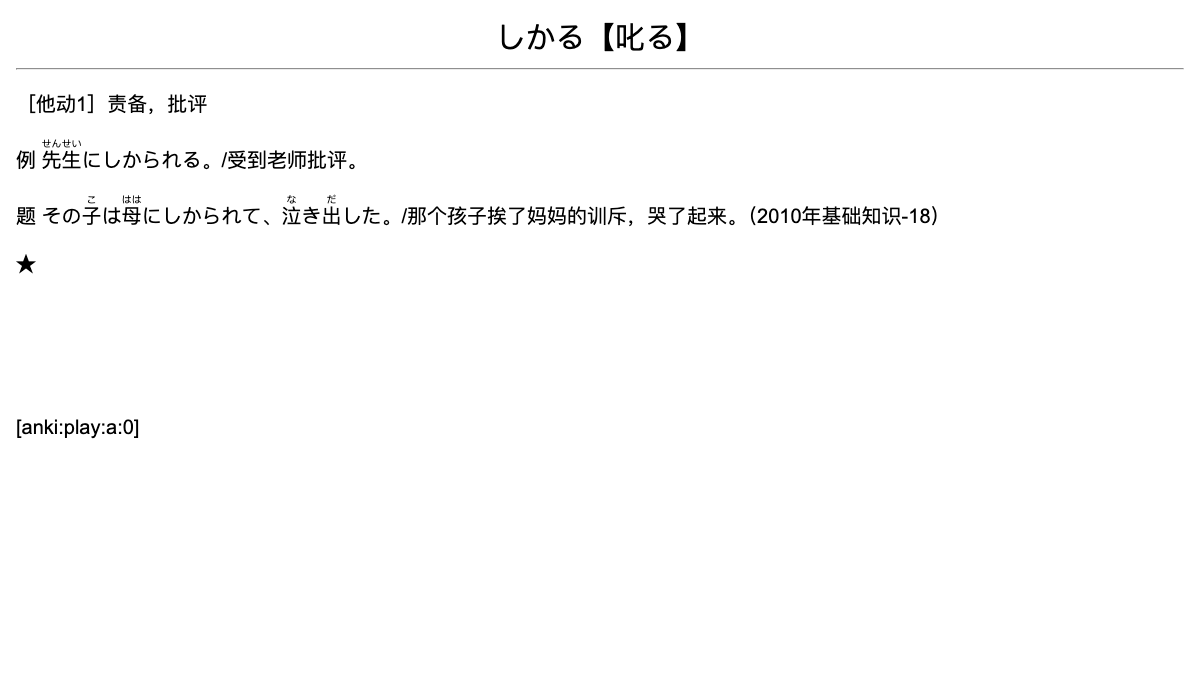 しかる【叱る】
［他动1］责备，批评
せんせい
例 先生にしかられる。/受到老师批评。
こ はは な だ
题 その子は母にしかられて、泣き出した。/那个孩子挨了妈妈的训斥，哭了起来。（2010年基础知识-18）
★
[anki:play:a:0]